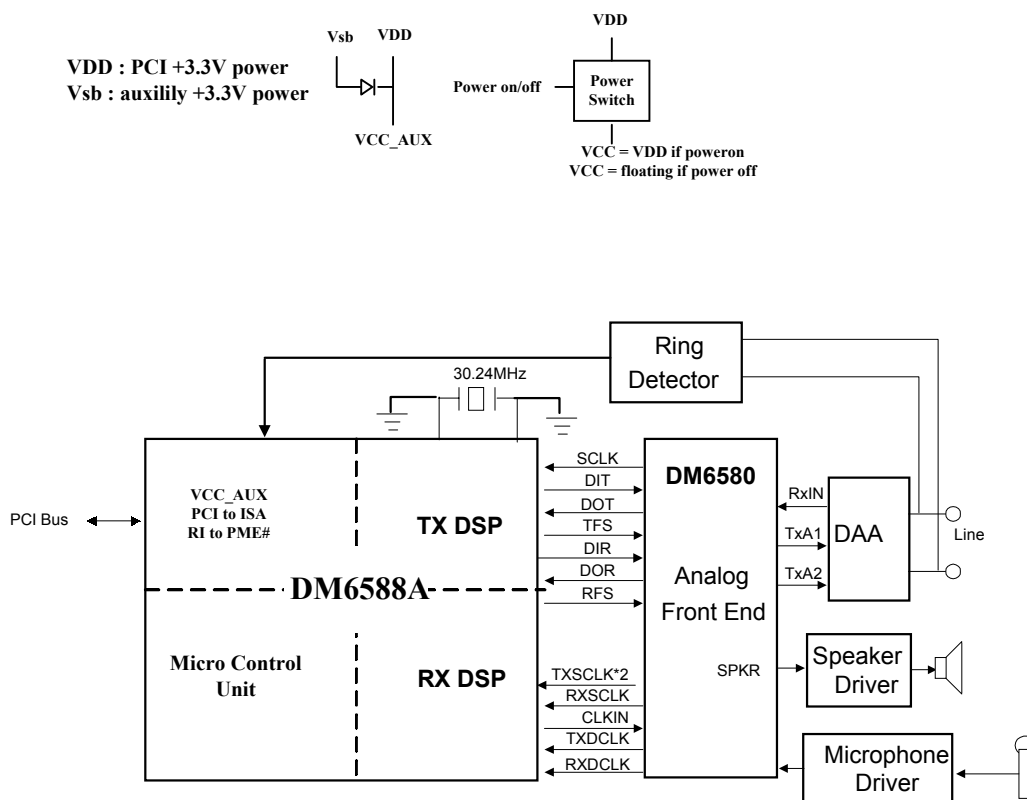 Vsb VDD
VDD : PCI +3.3V power
Vsb : auxilily +3.3V power
VCC_AUX
VDD
Power on/off
Power
Switch
VCC = VDD if poweron
VCC = floating if power off
Ring
Detector
30.24MHz
PCI Bus
VCC_AUX
PCI to ISA
RI to PME#
TX DSP
DM6588A
Micro Control
Unit
RX DSP
SCLK
DIT
DOT
TFS
DIR
DOR
RFS
TXSCLK*2
RXSCLK
CLKIN
TXDCLK
RXDCLK
DM6580
Analog
Front End
SPKR
RxIN
TxA1
TxA2
DAA
Line
Speaker
Driver
Microphone
Driver